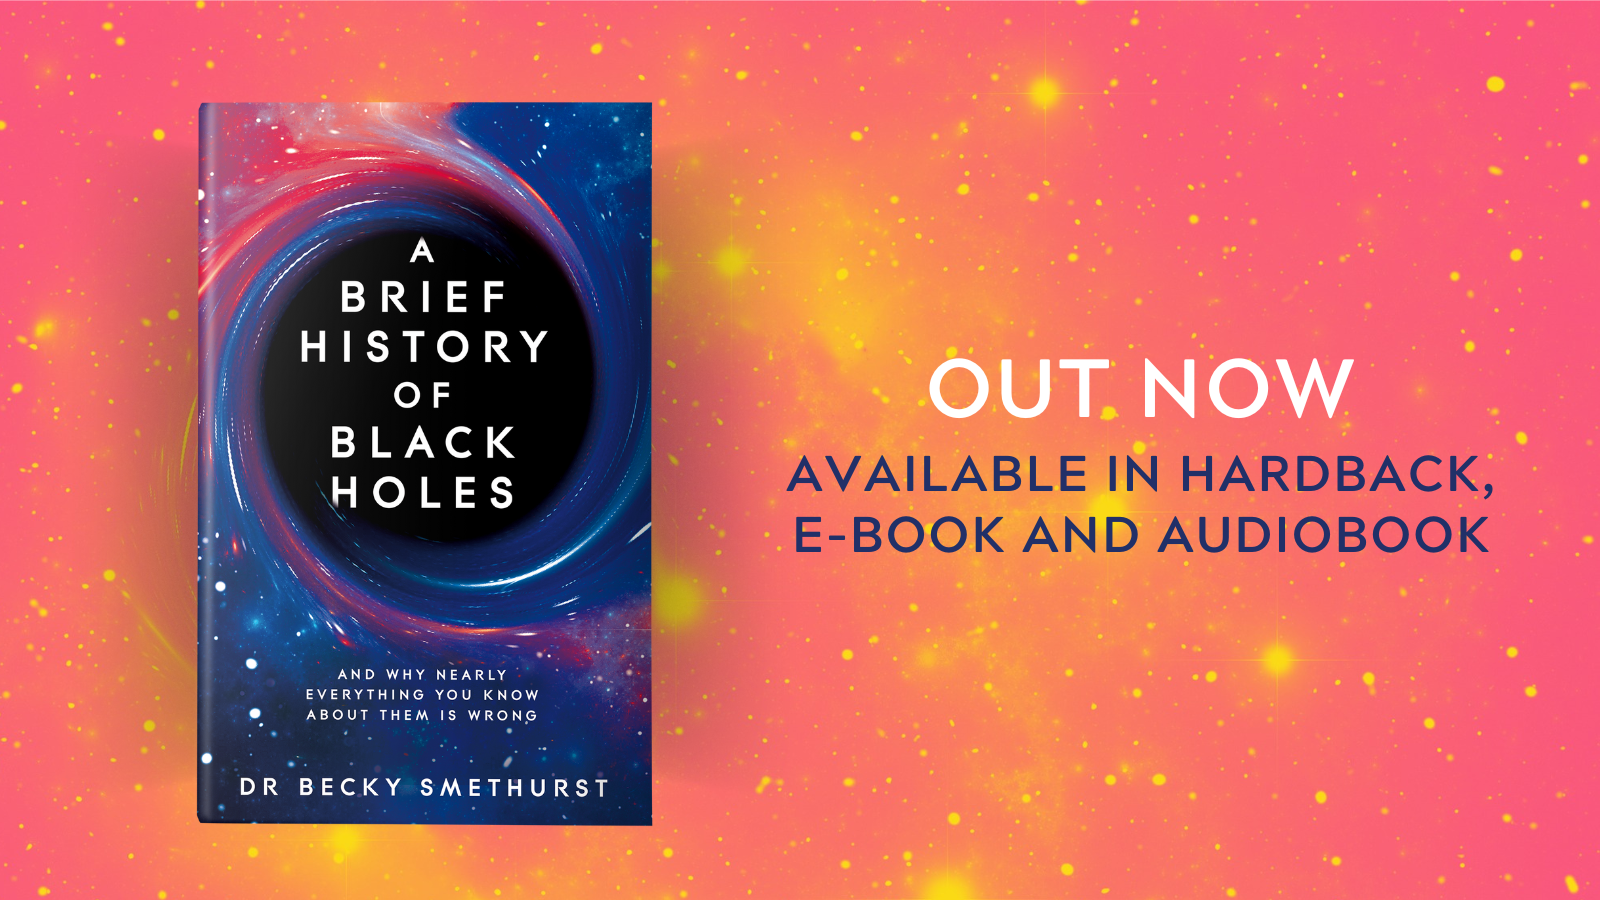 A
BRIEF
HISTORY
OF
BLACK
HOLES
AND WHY NEARLY
EVERYTHING YOU KNOW
ABOUT THEM IS WRONG
DR BECKY SMETHURST
OUT NOW
AVAILABLE IN HARDBACK,
E-BOOK AND AUDIOBOOK